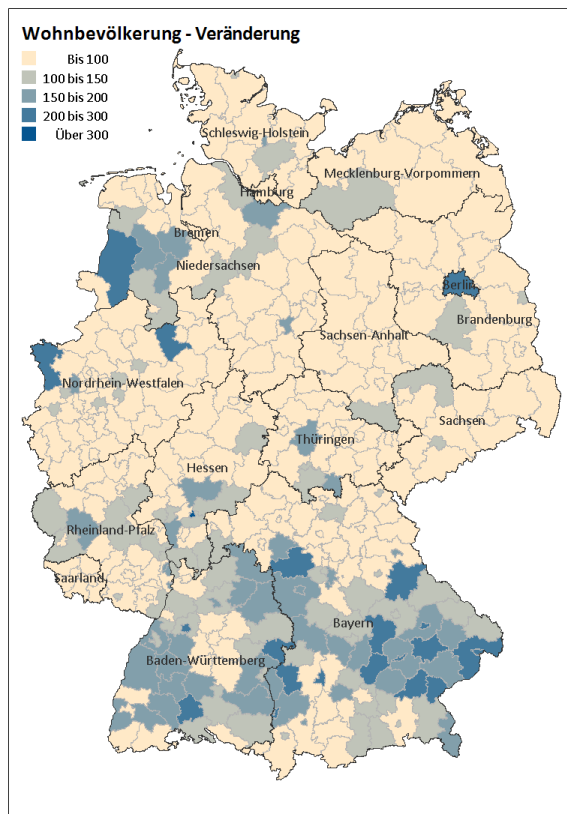 Wohnbevölkerung - Veränderung
Bis 100
100 bis 150
150 bis 200
200 bis 300
Über 300
Schleswig-Holstein
Mecklenburg-Vorpommern
Hamburg
Bremen
Niedersachsen
Berlin
Brandenburg
Sachsen-Anhalt
Nordrhein-Westfalen
Sachsen
Thüringen
Hessen
Rheinland-Pfalz
Saarland
Bayern
Baden-Württemberg